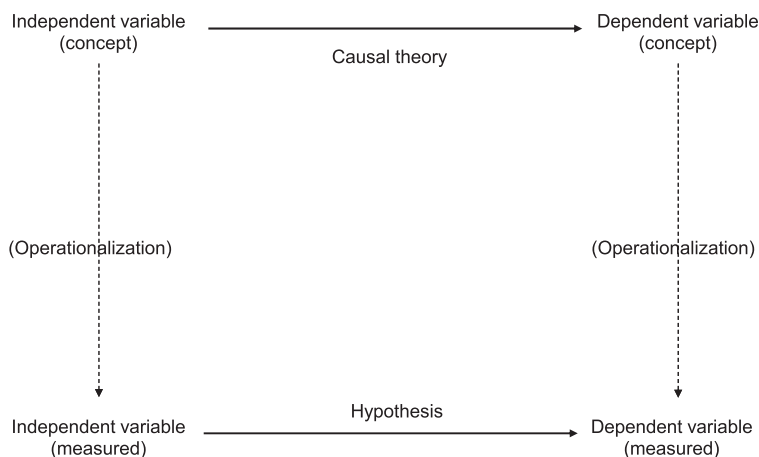 Independent variable
(concept)
Causal theory
Dependent variable
(concept)
(Operationalization)
(Operationalization)
Independent variable
(measured)
Hypothesis
Dependent variable
(measured)